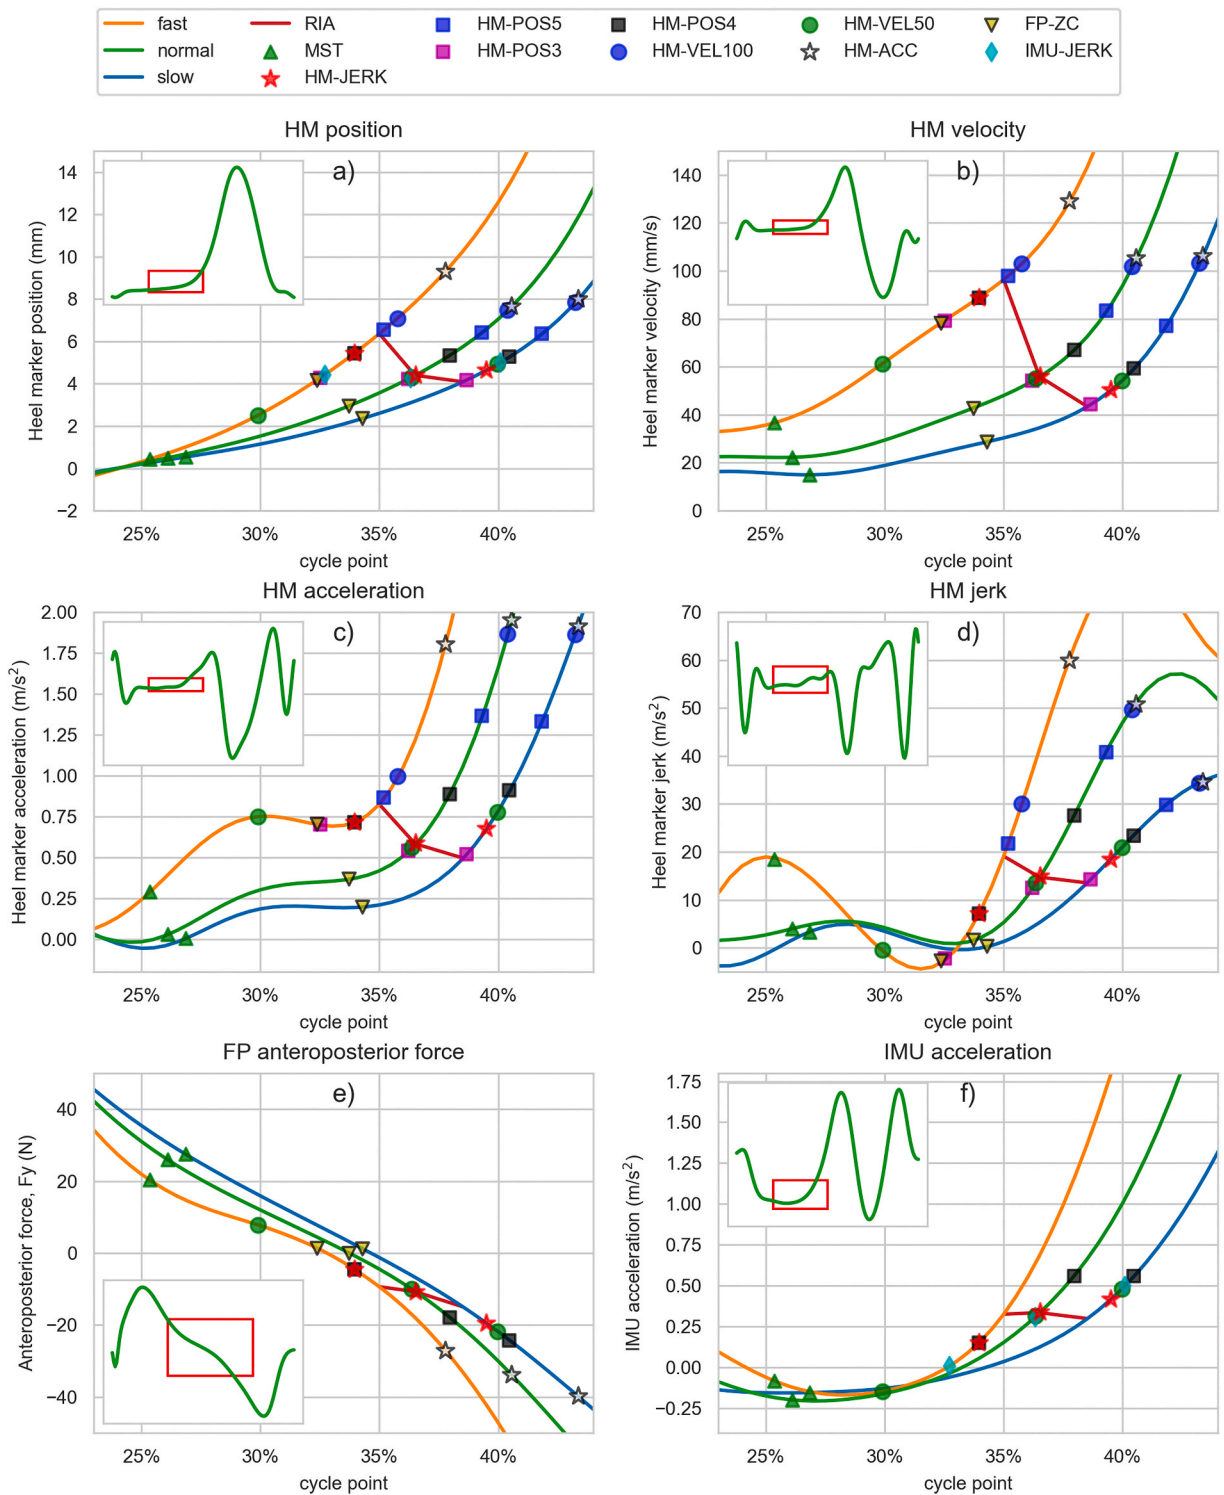 fast RIA HM-POS5 HM-POS4 HM-VEL50 FP-ZC
normal MST HM-POS3 HM-VEL100 HM-ACC IMU-JERK
slow HM-JERK
HM position
a)
Heel marker position (mm)
14
12
10
8
6
4
2
0
−2
25% 30% 35% 40%
cycle point
HM velocity
b)
Heel marker velocity (mm/s)
140
120
100
80
60
40
20
0
25% 30% 35% 40%
cycle point
HM acceleration
c)
Heel marker acceleration (m/s²)
2.00
1.75
1.50
1.25
1.00
0.75
0.50
0.25
0.00
25% 30% 35% 40%
cycle point
HM jerk
d)
Heel marker jerk (m/s²)
70
60
50
40
30
20
10
0
25% 30% 35% 40%
cycle point
FP anteroposterior force
e)
Anteroposterior force, Fy (N)
40
20
0
−20
−40
25% 30% 35% 40%
cycle point
IMU acceleration
f)
IMU acceleration (m/s²)
1.75
1.50
1.25
1.00
0.75
0.50
0.25
0.00
−0.25
25% 30% 35% 40%
cycle point